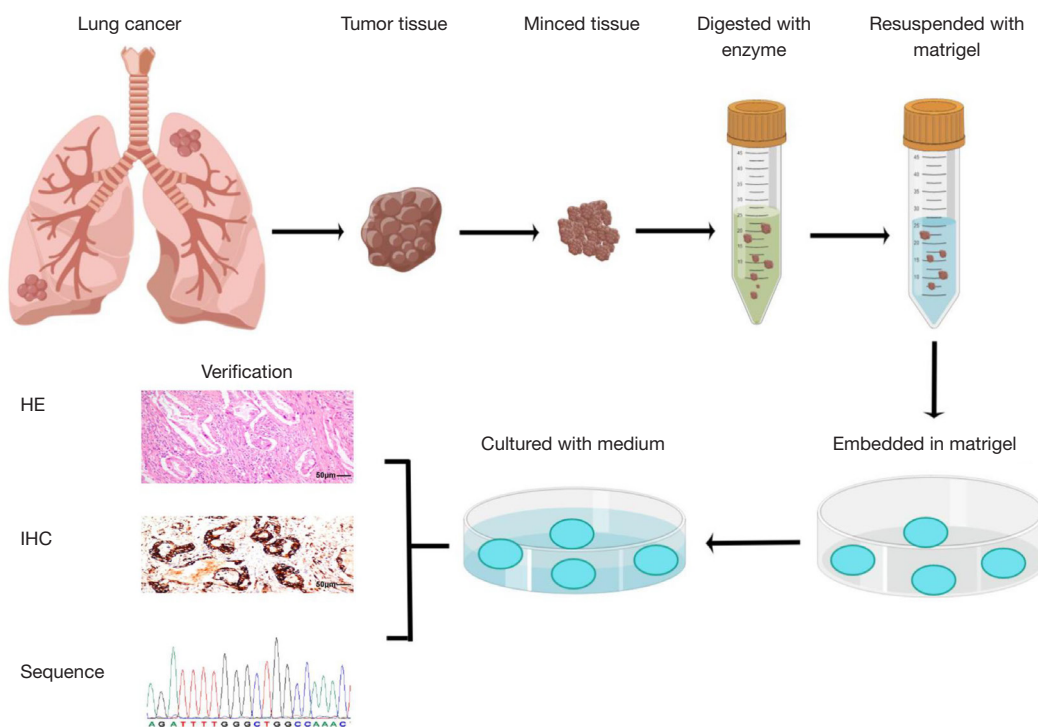 Lung cancer
Tumor tissue
Minced tissue
Digested with
enzyme
Resuspended with
matrigel
Verification
HE
50μm
Cultured with medium
Embedded in matrigel
IHC
50μm
Sequence
AGATTTTGGGCTGGCCAAAC